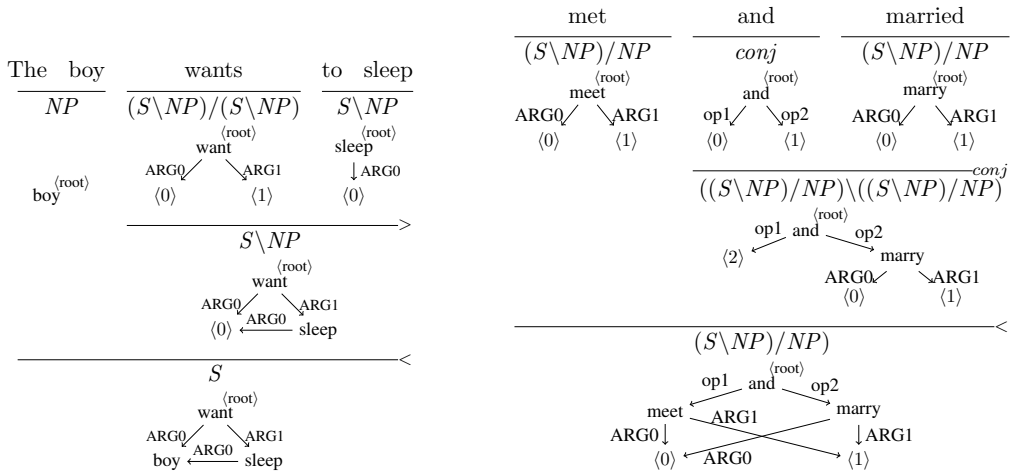 The boy wants to sleep
NP (S\NP)/(S\NP) S\NP
want⟨root⟩ sleep⟨root⟩
ARG0 ARG1 ARG0
boy⟨root⟩ ⟨0⟩ ⟨1⟩ ⟨0⟩
>
S\NP
want⟨root⟩
ARG0 ARG1
⟨0⟩ ARG0 sleep
<
S
want⟨root⟩
ARG0 ARG1
boy ARG0 sleep
met and married
(S\NP)/NP conj (S\NP)/NP
meet⟨root⟩ and⟨root⟩ marry⟨root⟩
ARG0 ARG1 op1 op2 ARG0 ARG1
⟨0⟩ ⟨1⟩ ⟨0⟩ ⟨1⟩ ⟨0⟩ ⟨1⟩
conj
((S\NP)/NP)\((S\NP)/NP)
op1 and⟨root⟩ op2
⟨2⟩ marry
ARG0 ARG1
⟨0⟩ ⟨1⟩
<
(S\NP)/NP)
op1 and⟨root⟩ op2
meet ARG1 marry
ARG0 ARG1
⟨0⟩ ARG0 ⟨1⟩